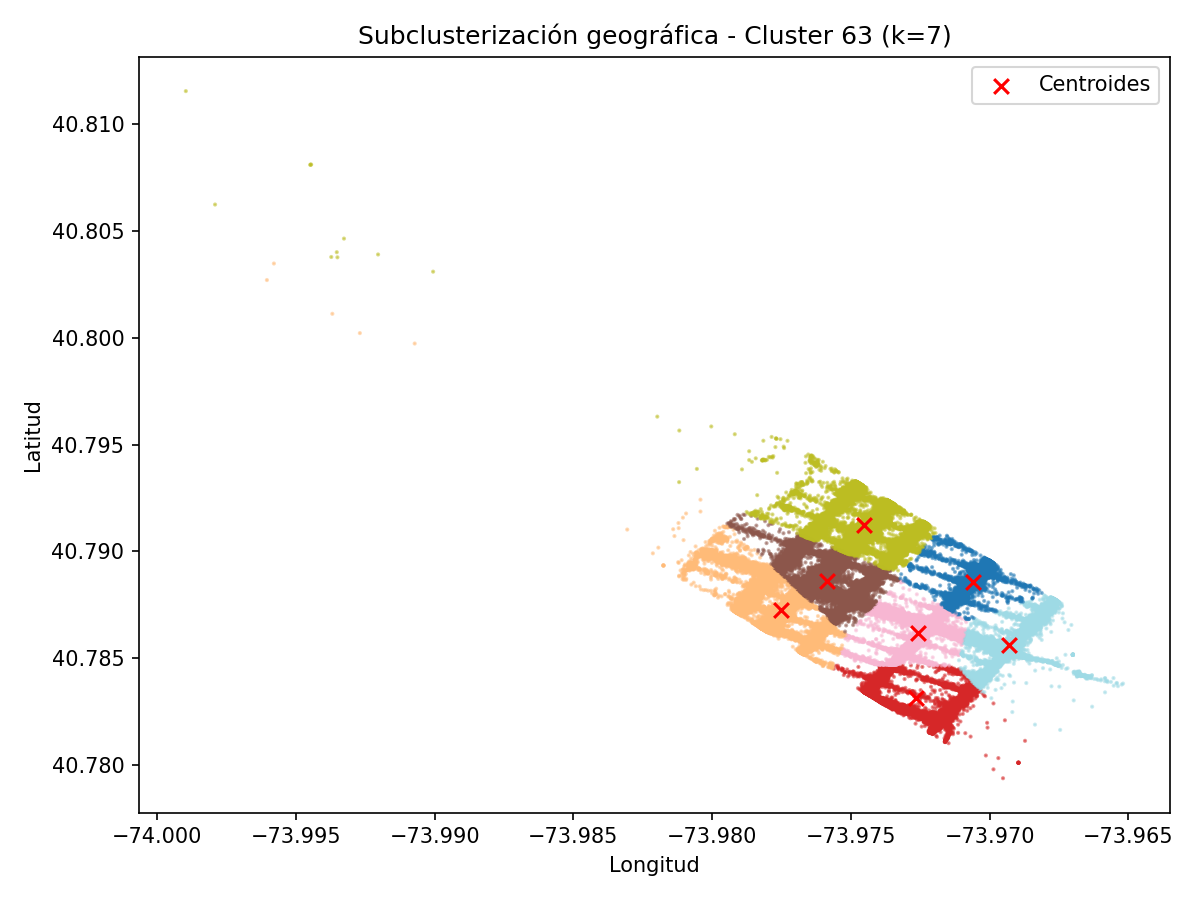 Subclusterización geográfica - Cluster 63 (k=7)
Centroides
Latitud
40.810
40.805
40.800
40.795
40.790
40.785
40.780
−74.000 −73.995 −73.990 −73.985 −73.980 −73.975 −73.970 −73.965
Longitud